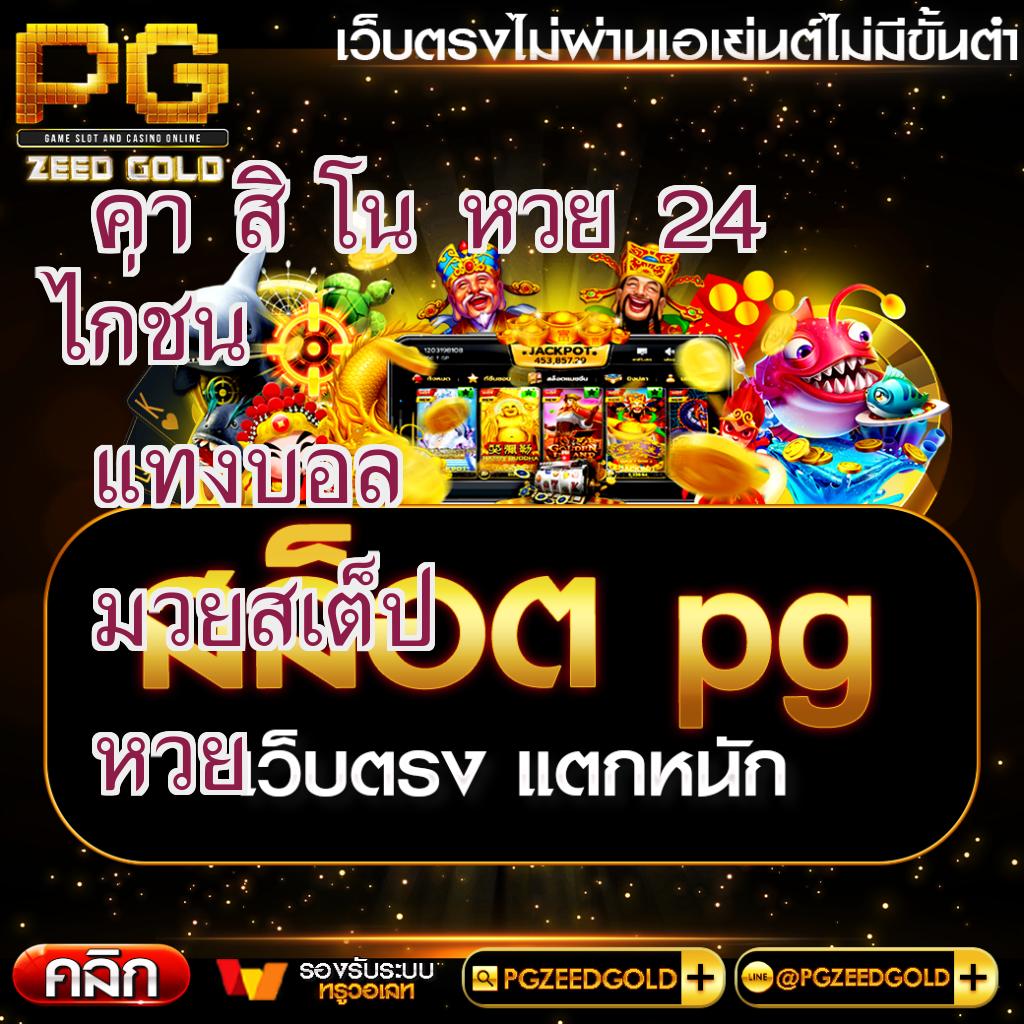 เว็บตรงไม่ผ่านเอเย่นต์ไม่มีขั้นต่ำ
PG
GAME SLOT AND CASINO ONLINE
ZEED GOLD
คา สิ โน หวย 24
ไก่ชน
JACKPOT
453,857.29
แทงบอล
สล็อต pg
มวยสเต็ป
หวย
เว็บตรง แตกหนัก
คลิก
รองรับระบบ
ทรูวอเลท
PGZEEDGOLD +
LINE @PGZEEDGOLD +